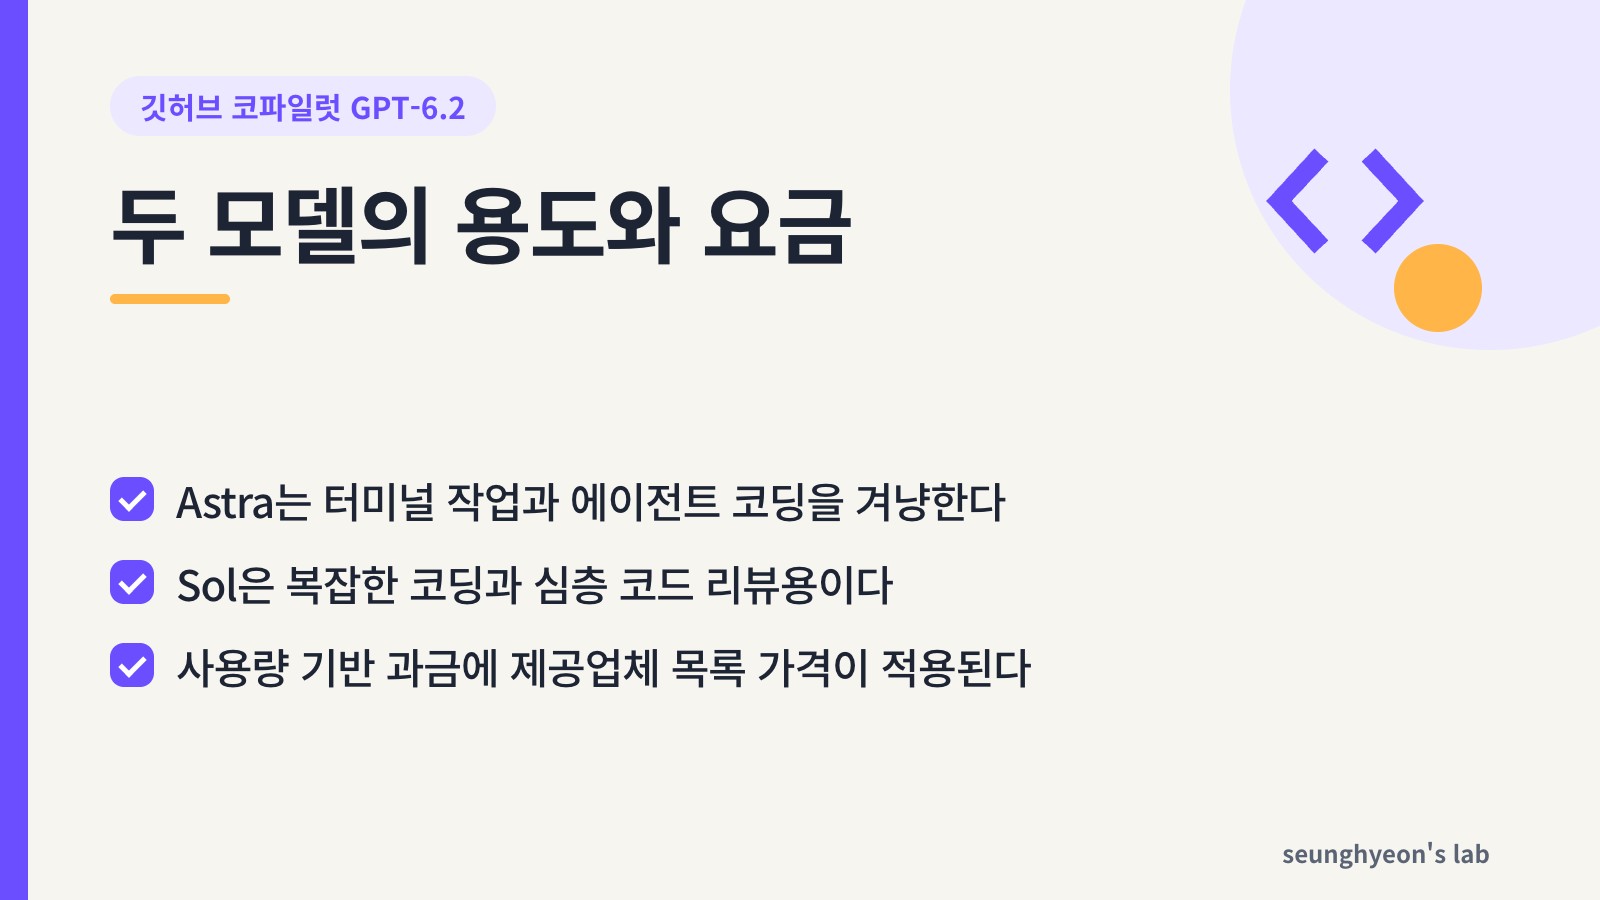 깃허브 코파일럿 GPT-6.2
두 모델의 용도와 요금
Astra는 터미널 작업과 에이전트 코딩을 겨냥한다
Sol은 복잡한 코딩과 심층 코드 리뷰용이다
사용량 기반 과금에 제공업체 목록 가격이 적용된다
seunghyeon's lab